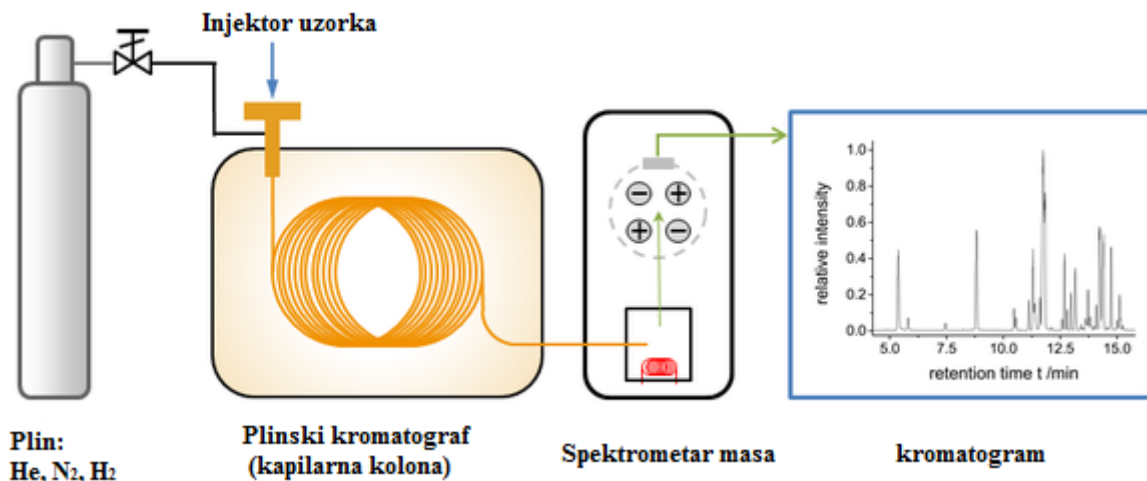 Injektor uzorka
Plin:
He, N₂, H₂
Plinski kromatograf
(kapilarna kolona)
− +
+ −
Spektrometar masa
relative intensity
1.0
0.8
0.6
0.4
0.2
0.0
5.0 7.5 10.0 12.5 15.0
retention time t /min
kromatogram